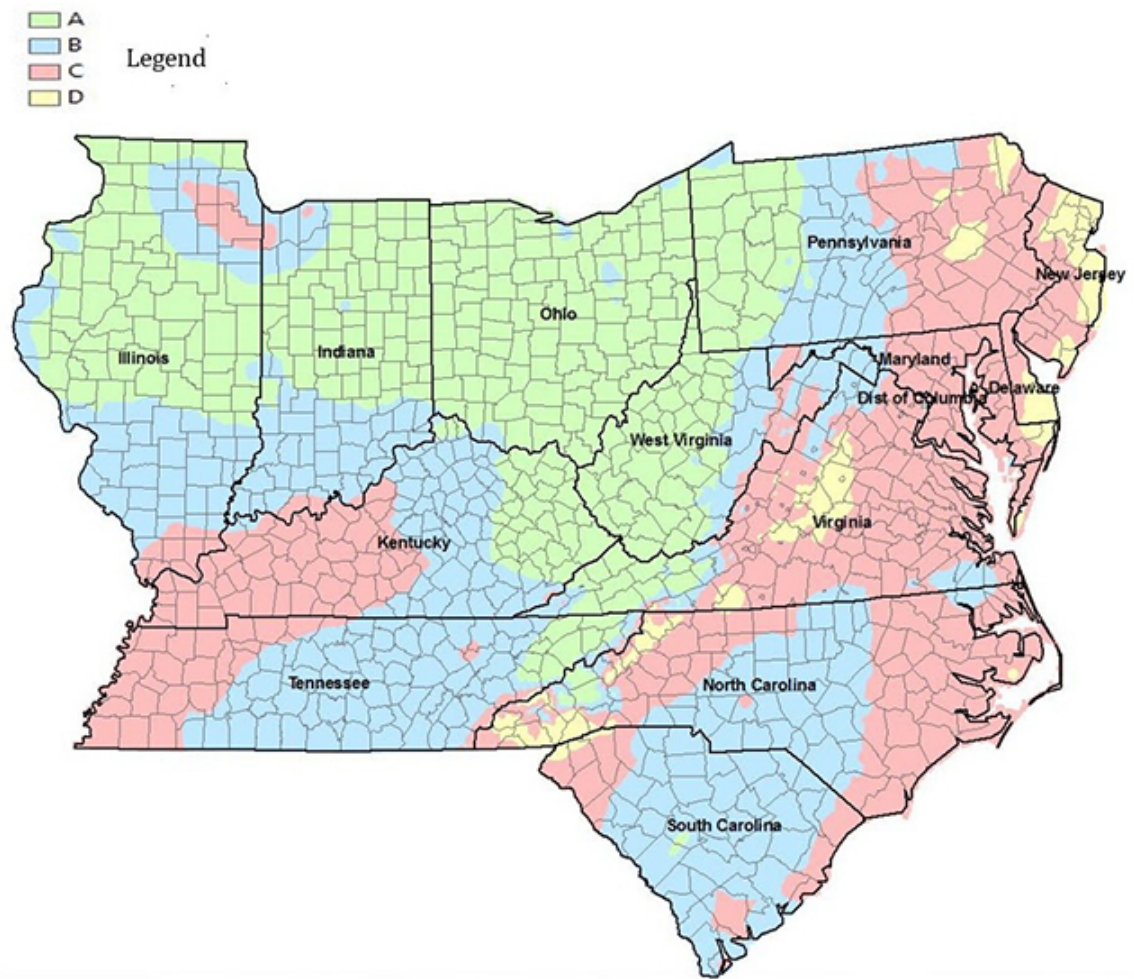 A
B
Legend
C
D
Pennsylvania
New Jersey
Ohio
Illinois
Indiana
Maryland
Delaware
Dist of Columbia
West Virginia
Virginia
Kentucky
Tennessee
North Carolina
South Carolina